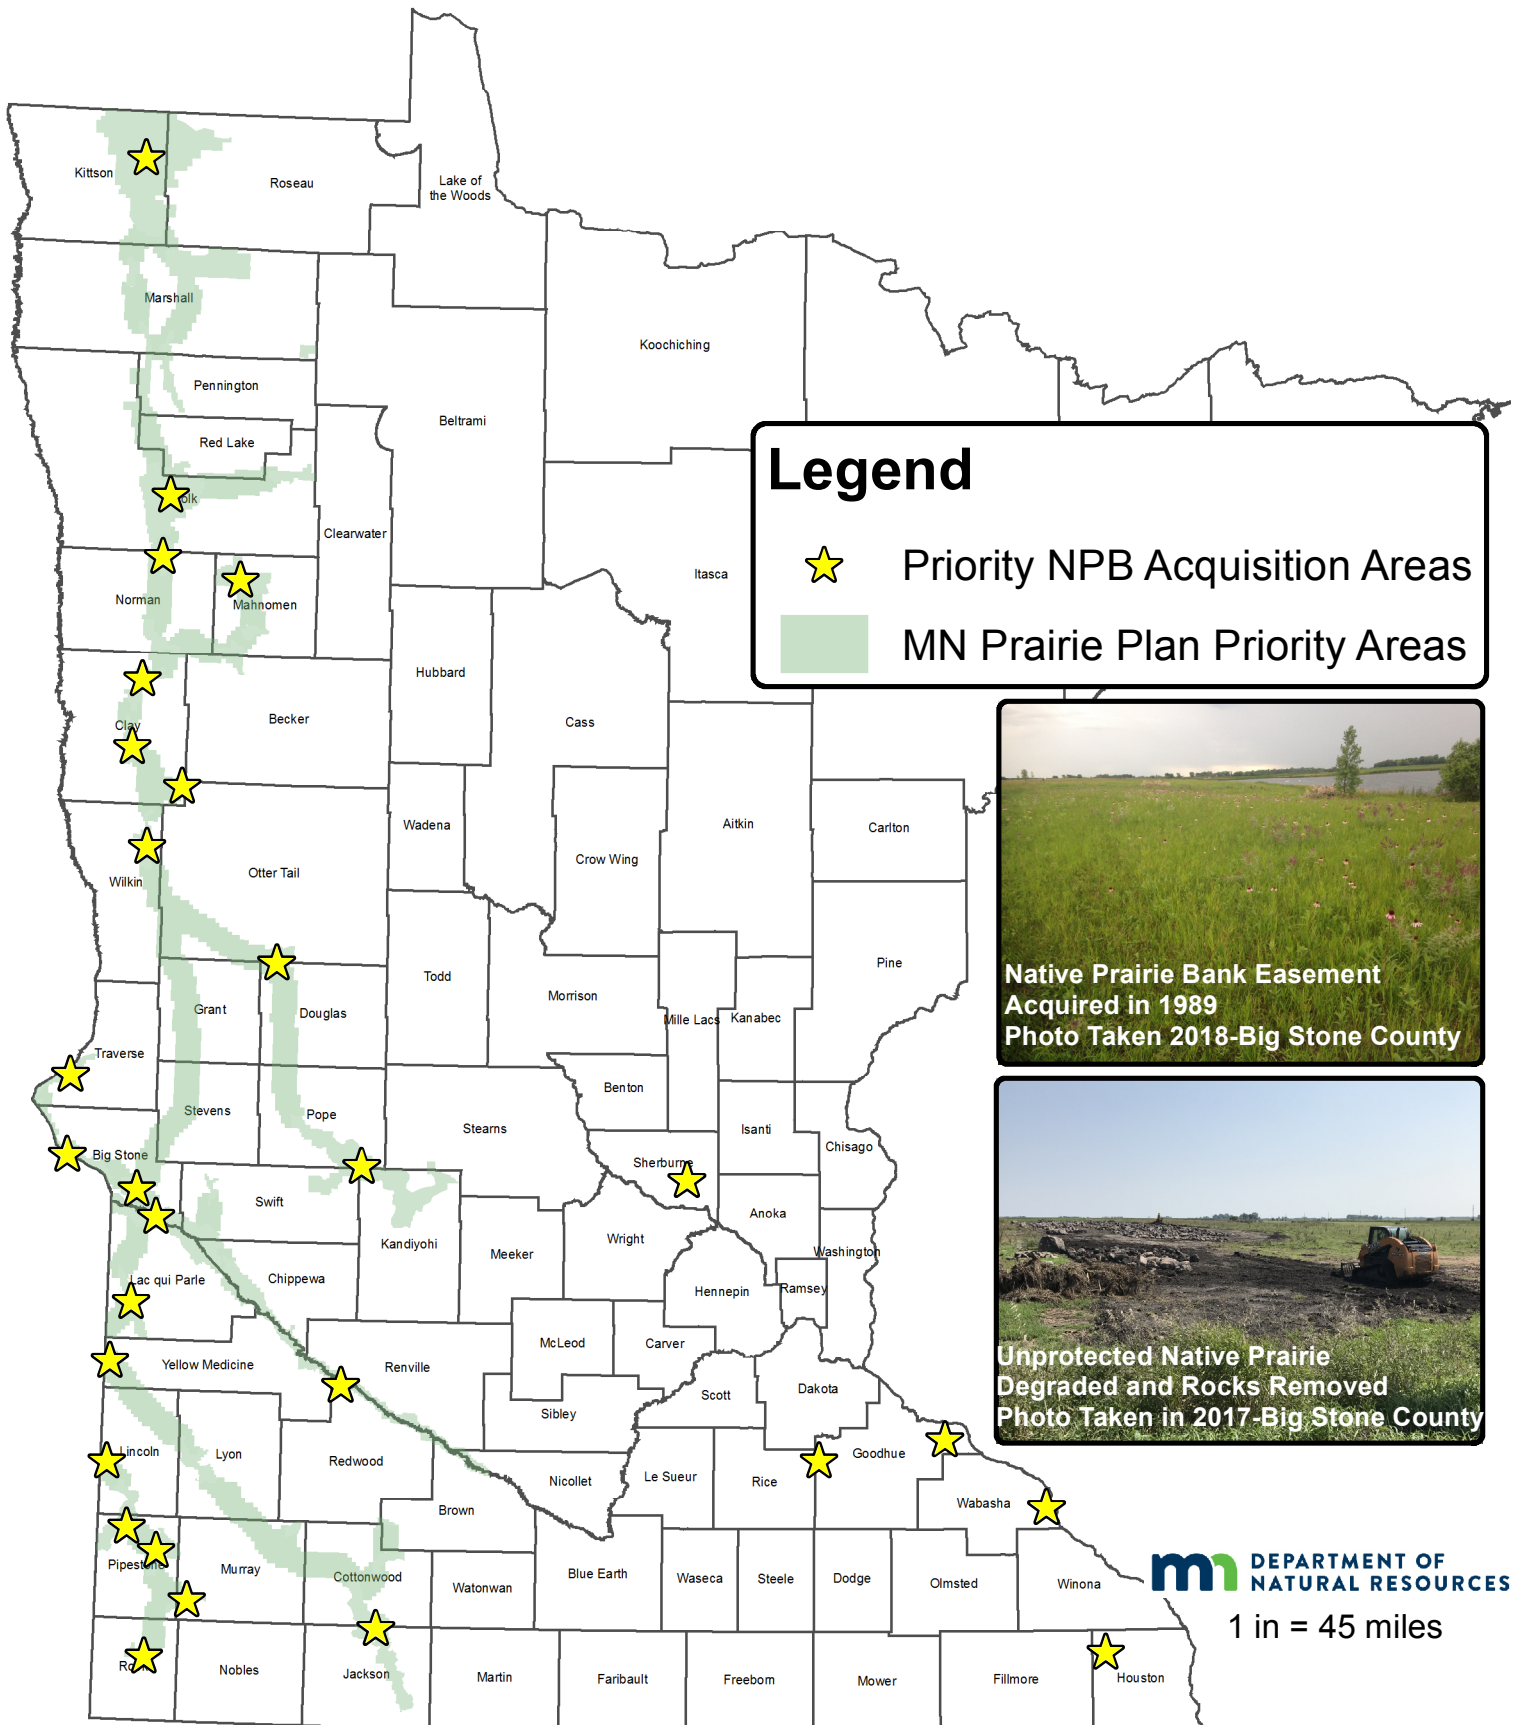 Kittson
Roseau
Lake of
the Woods
Marshall
Koochiching
Pennington
Beltrami
Red Lake
Legend
Priority NPB Acquisition Areas
MN Prairie Plan Priority Areas
Clearwater
Itasca
Norman
Mahnomen
Hubbard
Becker
Cass
Clay
Wadena
Aitkin
Carlton
Crow Wing
Otter Tail
Wilkin
Pine
Todd
Morrison
Grant
Douglas
Mille Lacs
Kanabec
Native Prairie Bank Easement
Acquired in 1989
Photo Taken 2018-Big Stone County
Traverse
Benton
Stevens
Pope
Stearns
Isanti
Chisago
Big Stone
Sherburne
Swift
Anoka
Kandiyohi
Meeker
Wright
Washington
Lac qui Parle
Chippewa
Hennepin
Ramsey
McLeod
Carver
Yellow Medicine
Renville
Scott
Dakota
Sibley
Unprotected Native Prairie
Degraded and Rocks Removed
Photo Taken in 2017-Big Stone County
Lincoln
Lyon
Redwood
Nicollet
Le Sueur
Rice
Goodhue
Brown
Wabasha
Pipestone
Murray
Cottonwood
Watonwan
Blue Earth
Waseca
Steele
Dodge
Olmsted
Winona
mn DEPARTMENT OF
NATURAL RESOURCES
1 in = 45 miles
Nobles
Jackson
Martin
Faribault
Freeborn
Mower
Fillmore
Houston